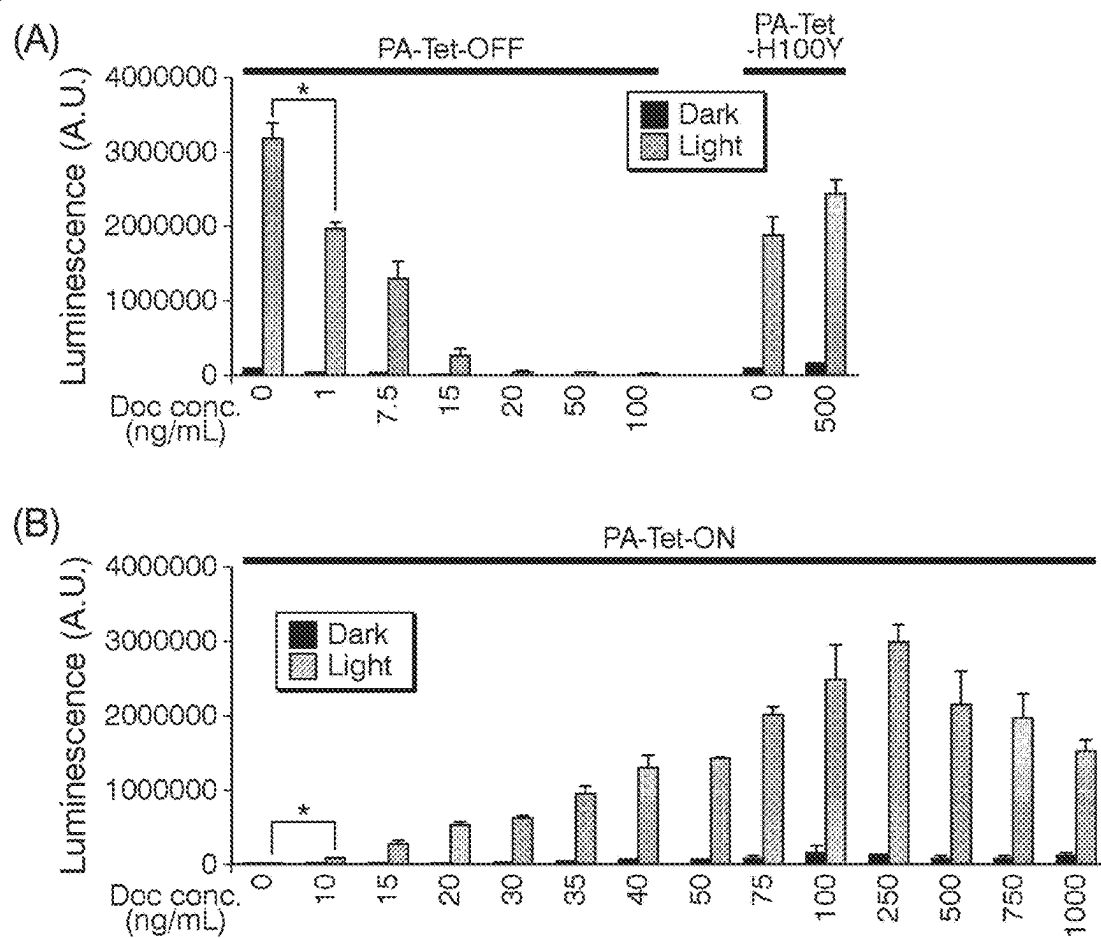 (A)
PA-Tet-OFF
PA-Tet
-H100Y
Luminescence (A.U.)
4000000
3000000
2000000
1000000
0
*
Dark
Light
Doc conc.
(ng/mL)
0 1 7.5 15 20 50 100 0 500
(B)
PA-Tet-ON
Luminescence (A.U.)
4000000
3000000
2000000
1000000
0
Dark
Light
*
Doc conc.
(ng/mL)
0 10 15 20 30 35 40 50 75 100 250 500 750 1000